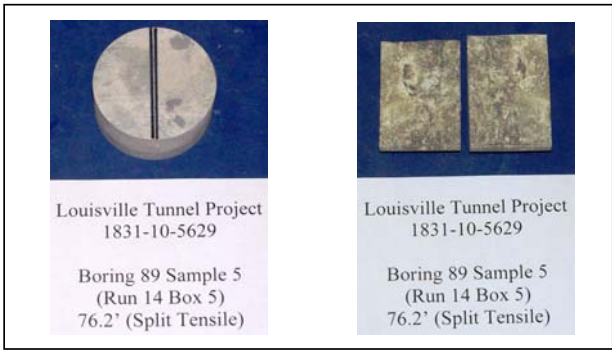 Louisville Tunnel Project
1831-10-5629
Boring 89 Sample 5
(Run 14 Box 5)
76.2’ (Split Tensile)
Louisville Tunnel Project
1831-10-5629
Boring 89 Sample 5
(Run 14 Box 5)
76.2’ (Split Tensile)